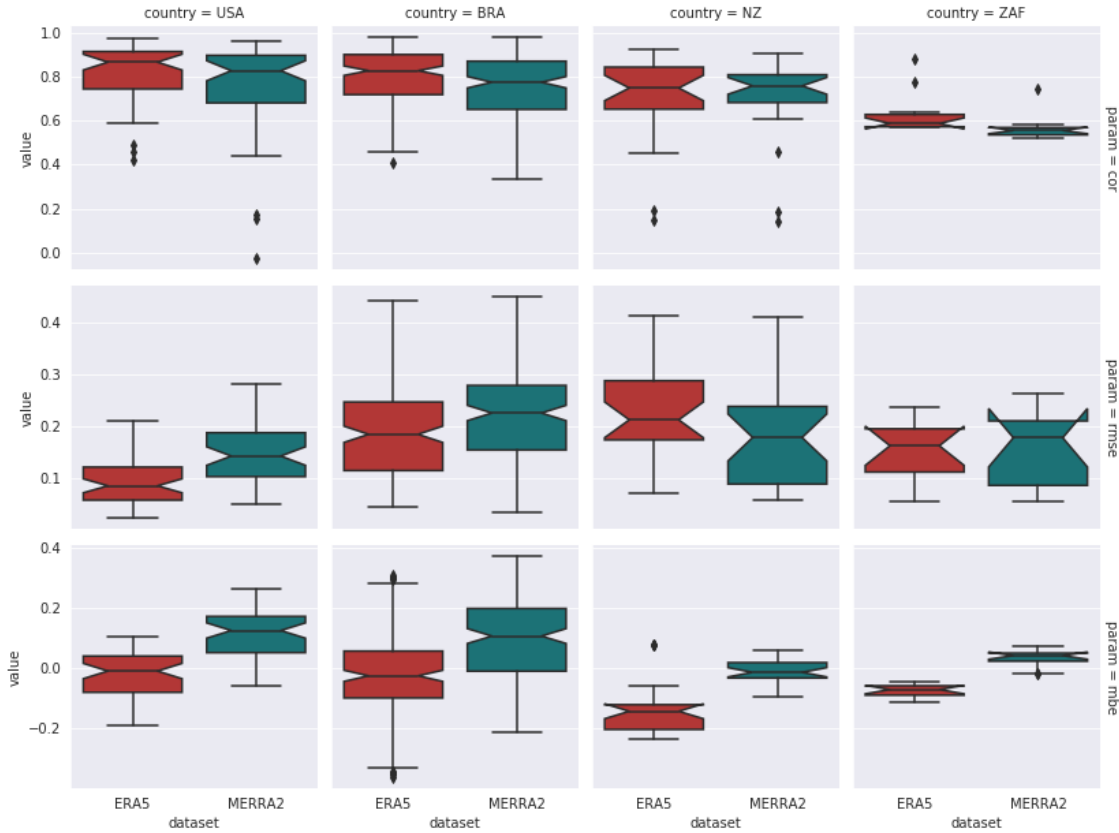 country = USA country = BRA country = NZ country = ZAF
1.0
0.8
0.6
0.4
0.2
0.0
value
param = cor
0.4
0.3
0.2
0.1
value
param = rmse
0.4
0.2
0.0
−0.2
value
param = mbe
ERA5 MERRA2 ERA5 MERRA2 ERA5 MERRA2 ERA5 MERRA2
dataset dataset dataset dataset